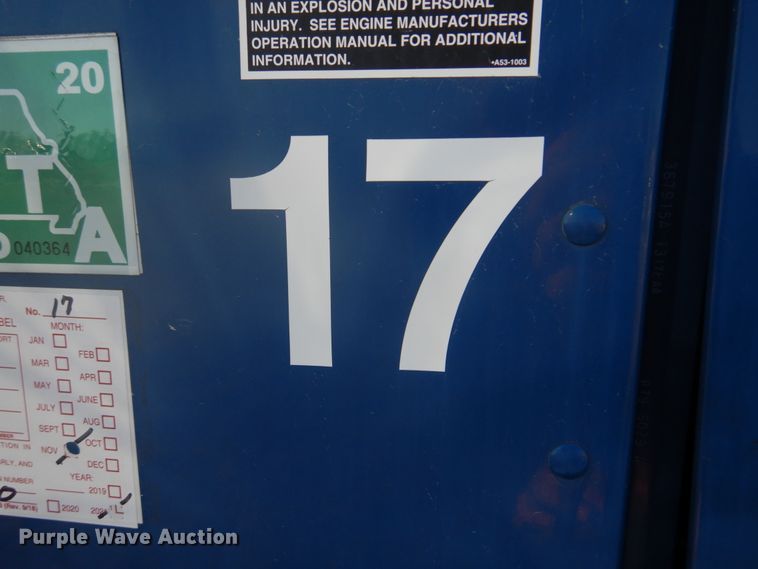 IN AN EXPLOSION AND PERSONAL
INJURY. SEE ENGINE MANUFACTURERS
OPERATION MANUAL FOR ADDITIONAL
INFORMATION.
•A53-1003
20
T
040364 A
17
No. 17
MONTH:
JAN
FEB
MAR
APR
MAY
JUNE
JULY
AUG
SEPT
OCT
NOV
DEC
YEAR:
2019
2020
Purple Wave Auction